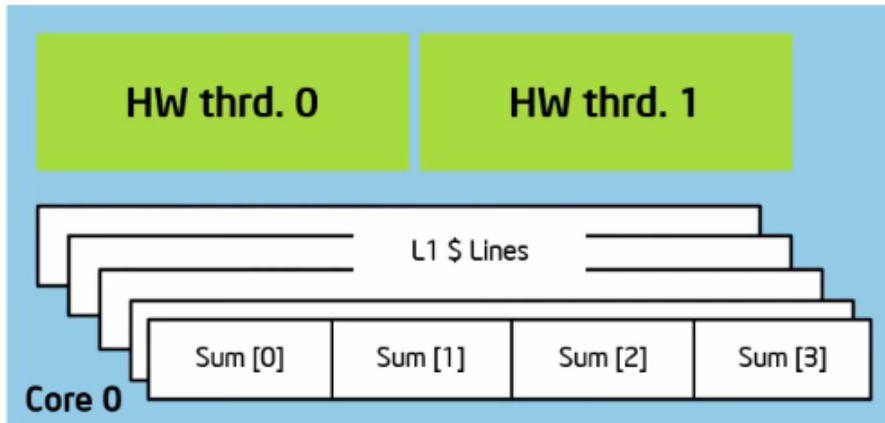 HW thrd. 0
HW thrd. 1
L1 $ Lines
Sum [0]
Sum [1]
Sum [2]
Sum [3]
Core 0